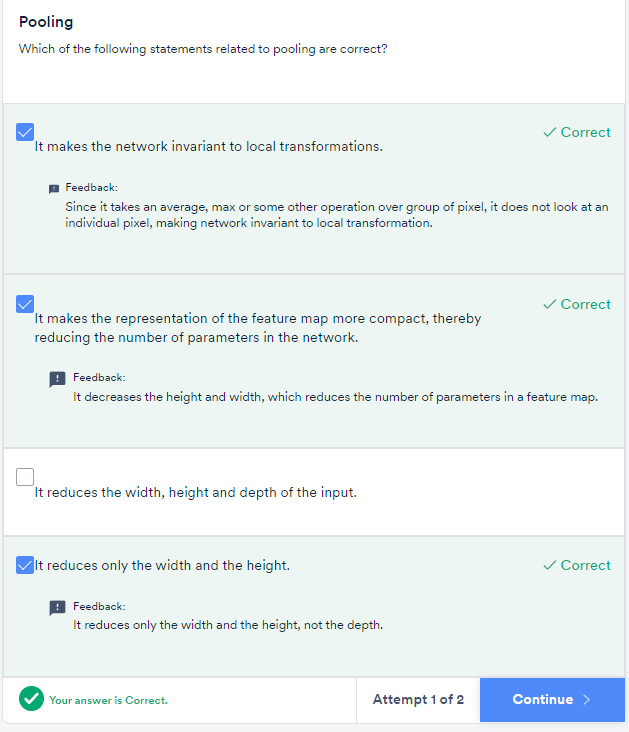 Pooling
Which of the following statements related to pooling are correct?
Correct
It makes the network invariant to local transformations.
Feedback:
Since it takes an average, max or some other operation over group of pixel, it does not look at an
individual pixel, making network invariant to local transformation.
Correct
It makes the representation of the feature map more compact, thereby
reducing the number of parameters in the network.
Feedback:
It decreases the height and width, which reduces the number of parameters in a feature map.
It reduces the width, height and depth of the input.
It reduces only the width and the height.
Correct
Feedback:
It reduces only the width and the height, not the depth.
Your answer is Correct.
Attempt 1 of 2
Continue